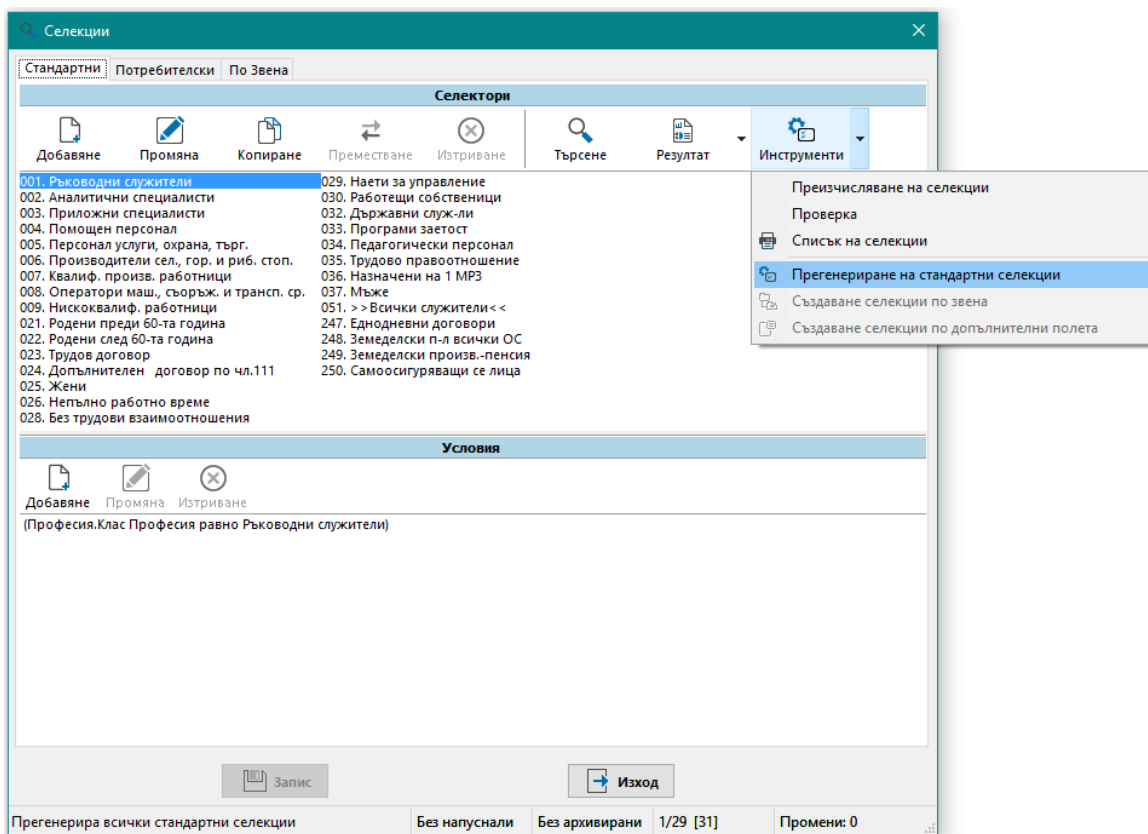 Селекции
Стандартни Потребителски По Звена
Селектори
Добавяне Промяна Копиране Преместване Изтриване Търсене Резултат Инструменти
001. Ръководни служители
002. Аналитични специалисти
003. Приложни специалисти
004. Помощен персонал
005. Персонал услуги, охрана, търг.
006. Производители сел., гор. и риб. стоп.
007. Квалиф. произв. работници
008. Оператори маш., съоръж. и трансп. ср.
009. Нискоквалиф. работници
021. Родени преди 60-та година
022. Родени след 60-та година
023. Трудов договор
024. Допълнителен договор по чл.111
025. Жени
026. Непълно работно време
028. Без трудови взаимоотношения
029. Наети за управление
030. Работещи собственици
032. Държавни служ-ли
033. Програми заетост
034. Педагогически персонал
035. Трудово правоотношение
036. Назначени на 1 МРЗ
037. Мъже
051. >>Всички служители<<
247. Еднодневни договори
248. Земеделски п-л всички ОС
249. Земеделски произв.-пенсия
250. Самоосигуряващи се лица
Преизчисляване на селекции
Проверка
Списък на селекции
Прегенериране на стандартни селекции
Създаване селекции по звена
Създаване селекции по допълнителни полета
Условия
Добавяне Промяна Изтриване
(Професия.Клас Професия равно Ръководни служители)
Запис Изход
Прегенерира всички стандартни селекции Без напуснали Без архивирани 1/29 [31] Промени: 0